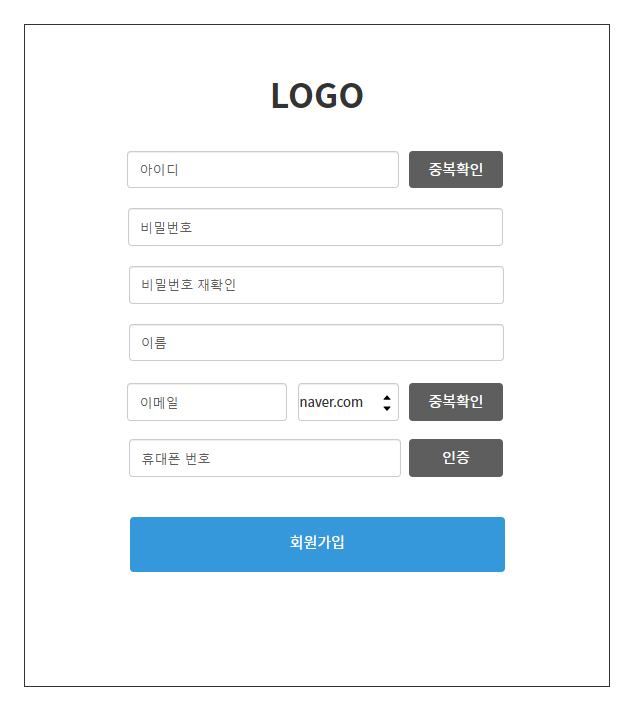 LOGO
아이디 중복확인
비밀번호
비밀번호 재확인
이름
이메일 naver.com 중복확인
휴대폰 번호 인증
회원가입